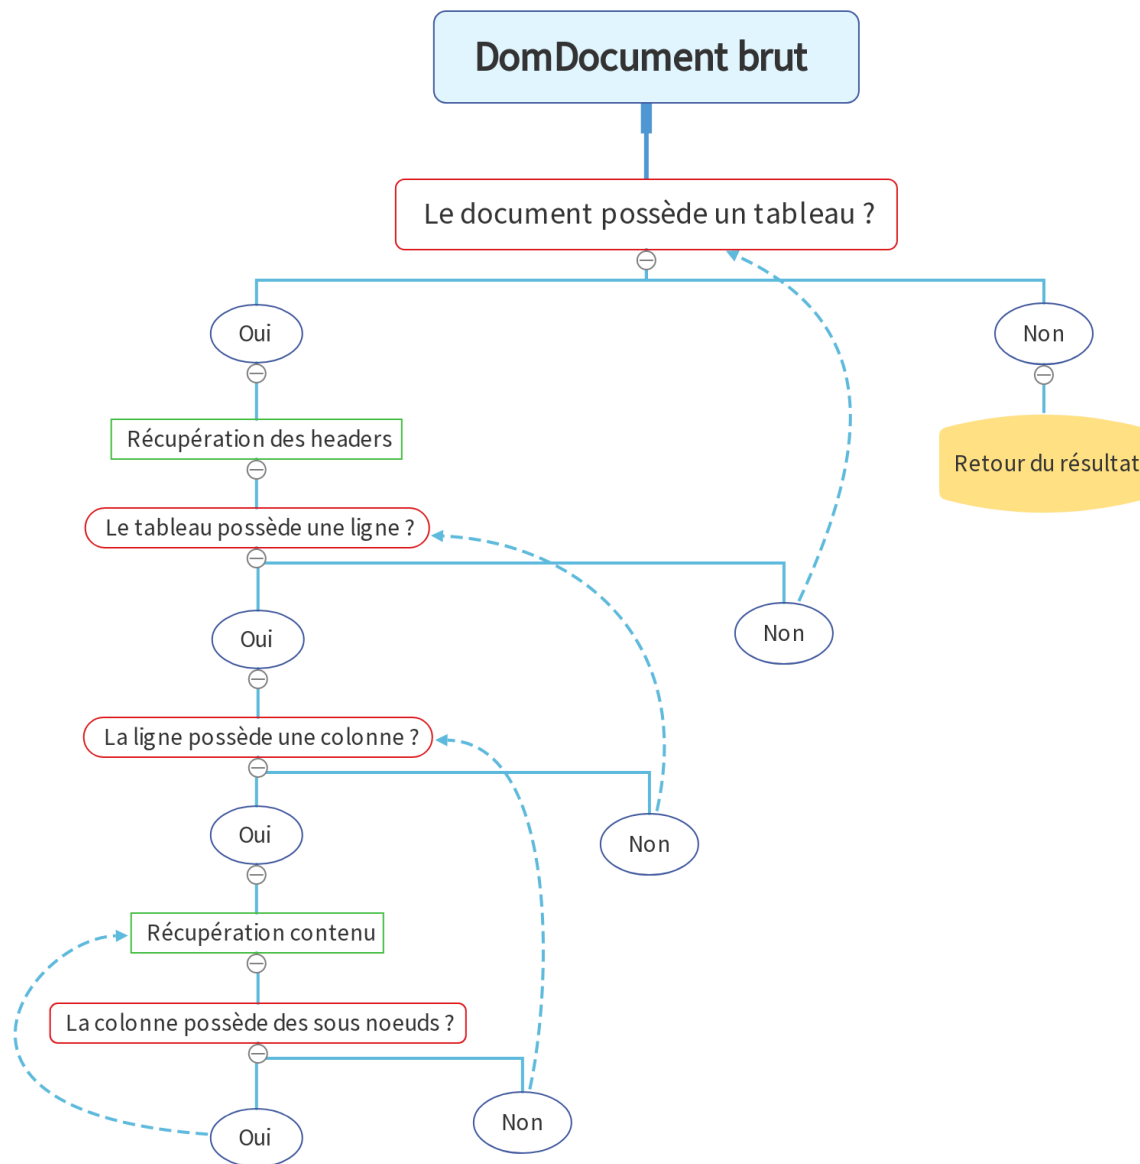 DomDocument brut
Le document possède un tableau ?
Oui
Non
Récupération des headers
Retour du résultat
Le tableau possède une ligne ?
Oui
Non
La ligne possède une colonne ?
Oui
Non
Récupération contenu
La colonne possède des sous noeuds ?
Oui
Non